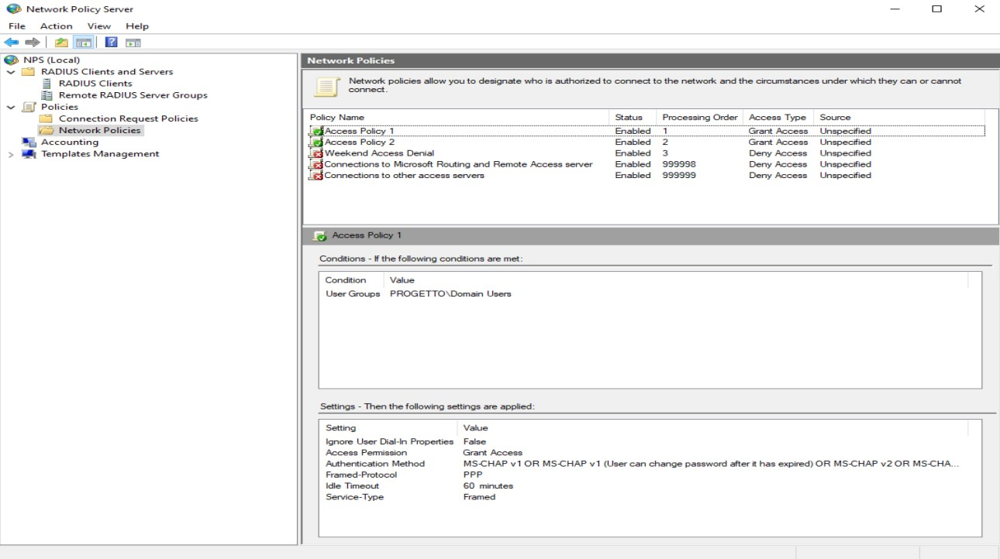 Network Policy Server
File Action View Help
NPS (Local)
RADIUS Clients and Servers
RADIUS Clients
Remote RADIUS Server Groups
Policies
Connection Request Policies
Network Policies
Accounting
Templates Management
Network Policies
Network policies allow you to designate who is authorized to connect to the network and the circumstances under which they can or cannot
connect.
Policy Name Status Processing Order Access Type Source
Access Policy 1 Enabled 1 Grant Access Unspecified
Access Policy 2 Enabled 2 Grant Access Unspecified
Weekend Access Denial Enabled 3 Deny Access Unspecified
Connections to Microsoft Routing and Remote Access server Enabled 999998 Deny Access Unspecified
Connections to other access servers Enabled 999999 Deny Access Unspecified
Access Policy 1
Conditions - If the following conditions are met:
Condition Value
User Groups PROGETTO\Domain Users
Settings - Then the following settings are applied:
Setting Value
Ignore User Dial-In Properties False
Access Permission Grant Access
Authentication Method MS-CHAP v1 OR MS-CHAP v1 (User can change password after it has expired) OR MS-CHAP v2 OR MS-CHA...
Framed-Protocol PPP
Idle Timeout 60 minutes
Service-Type Framed